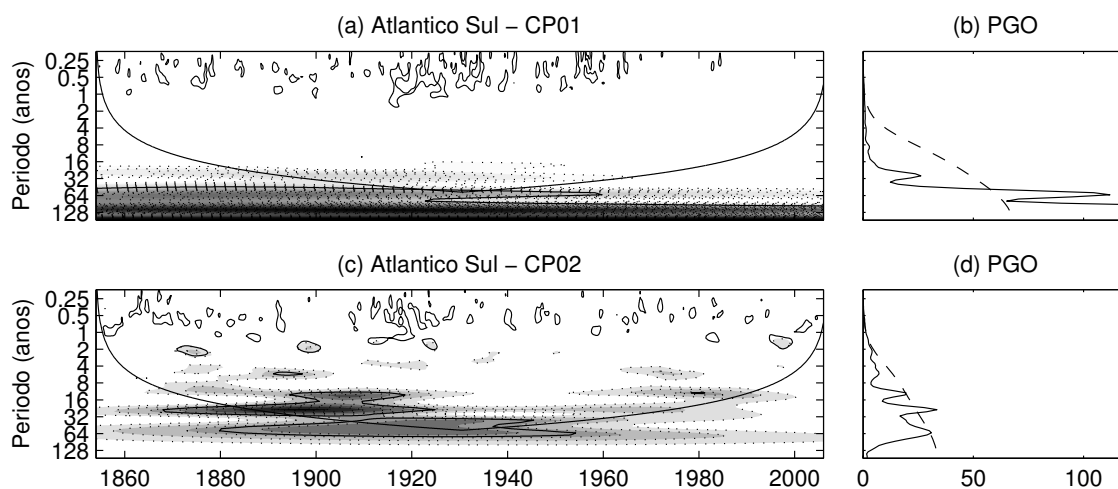 (a) Atlantico Sul − CP01
(b) PGO
Periodo (anos)
0.25
0.5
1
2
4
8
16
32
64
128
(c) Atlantico Sul − CP02
(d) PGO
Periodo (anos)
0.25
0.5
1
2
4
8
16
32
64
128
1860 1880 1900 1920 1940 1960 1980 2000
0 50 100